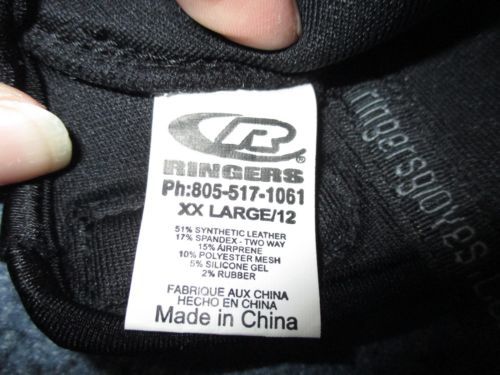 R®
RINGERS
Ph:805-517-1061
XX LARGE/12
51% SYNTHETIC LEATHER
17% SPANDEX - TWO WAY
15% AIRPRENE
10% POLYESTER MESH
5% SILICONE GEL
2% RUBBER
FABRIQUE AUX CHINA
HECHO EN CHINA
Made in China
ringersgloves.c